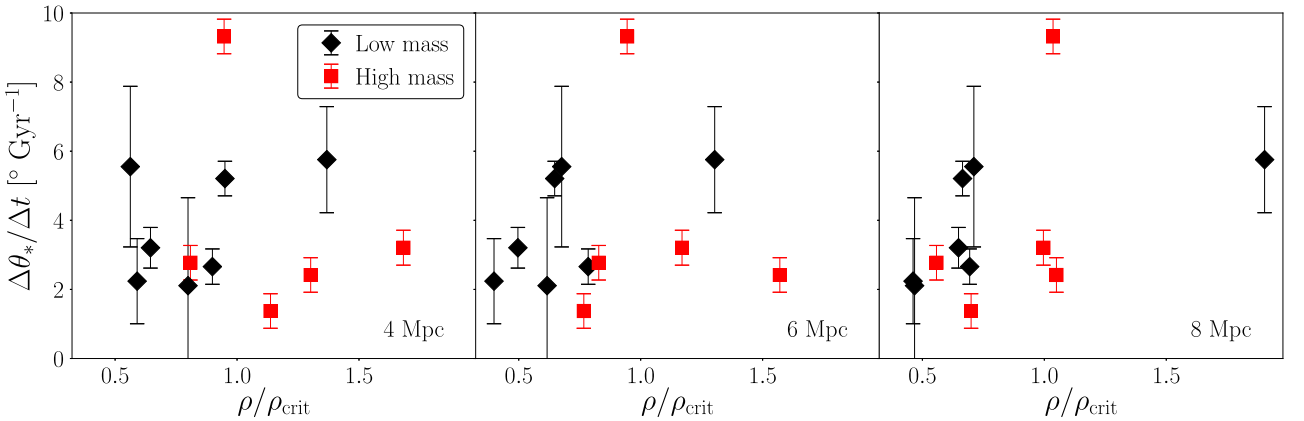 10
8
6
4
2
0
Δθ∗/Δt [° Gyr⁻¹]
Low mass
High mass
4 Mpc
6 Mpc
8 Mpc
0.5 1.0 1.5
0.5 1.0 1.5
0.5 1.0 1.5
ρ/ρcrit
ρ/ρcrit
ρ/ρcrit